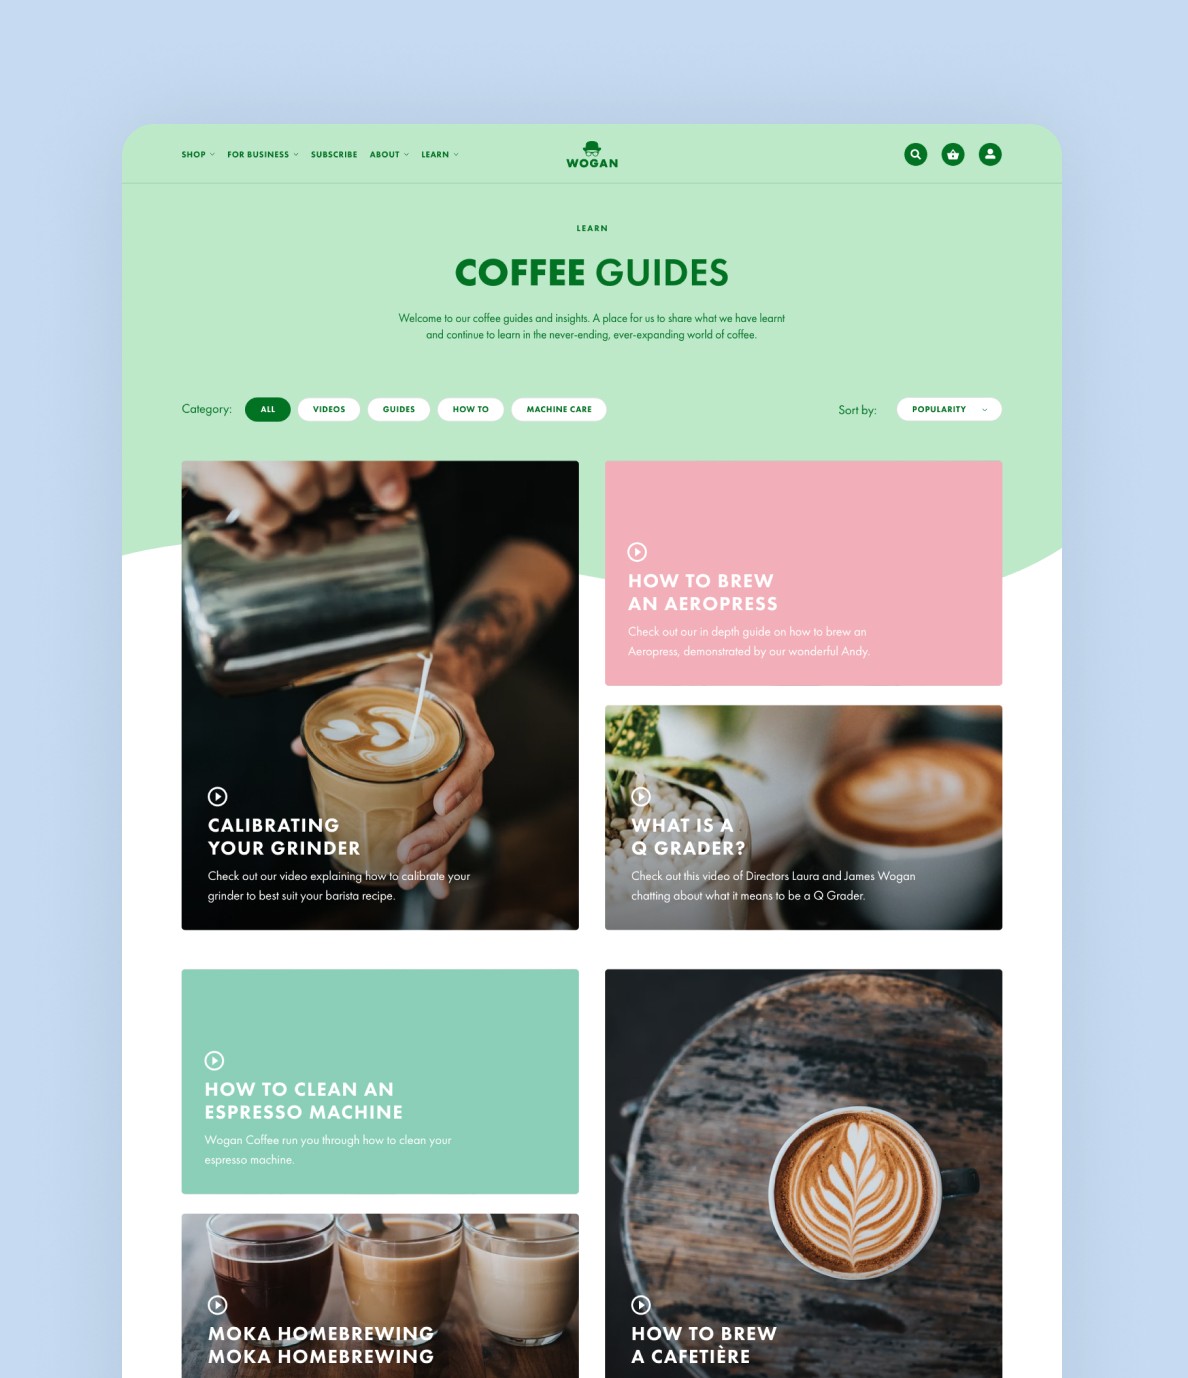 SHOP FOR BUSINESS SUBSCRIBE ABOUT LEARN
WOGAN
LEARN
COFFEE GUIDES
Welcome to our coffee guides and insights. A place for us to share what we have learnt
and continue to learn in the never-ending, ever-expanding world of coffee.
Category: ALL VIDEOS GUIDES HOW TO MACHINE CARE
Sort by: POPULARITY
CALIBRATING
YOUR GRINDER
Check out our video explaining how to calibrate your
grinder to best suit your barista recipe.
HOW TO BREW
AN AEROPRESS
Check out our in depth guide on how to brew an
Aeropress, demonstrated by our wonderful Andy.
WHAT IS A
Q GRADER?
Check out this video of Directors Laura and James Wogan
chatting about what it means to be a Q Grader.
HOW TO CLEAN AN
ESPRESSO MACHINE
Wogan Coffee run you through how to clean your
espresso machine.
MOKA HOMEBREWING
MOKA HOMEBREWING
HOW TO BREW
A CAFETIÈRE